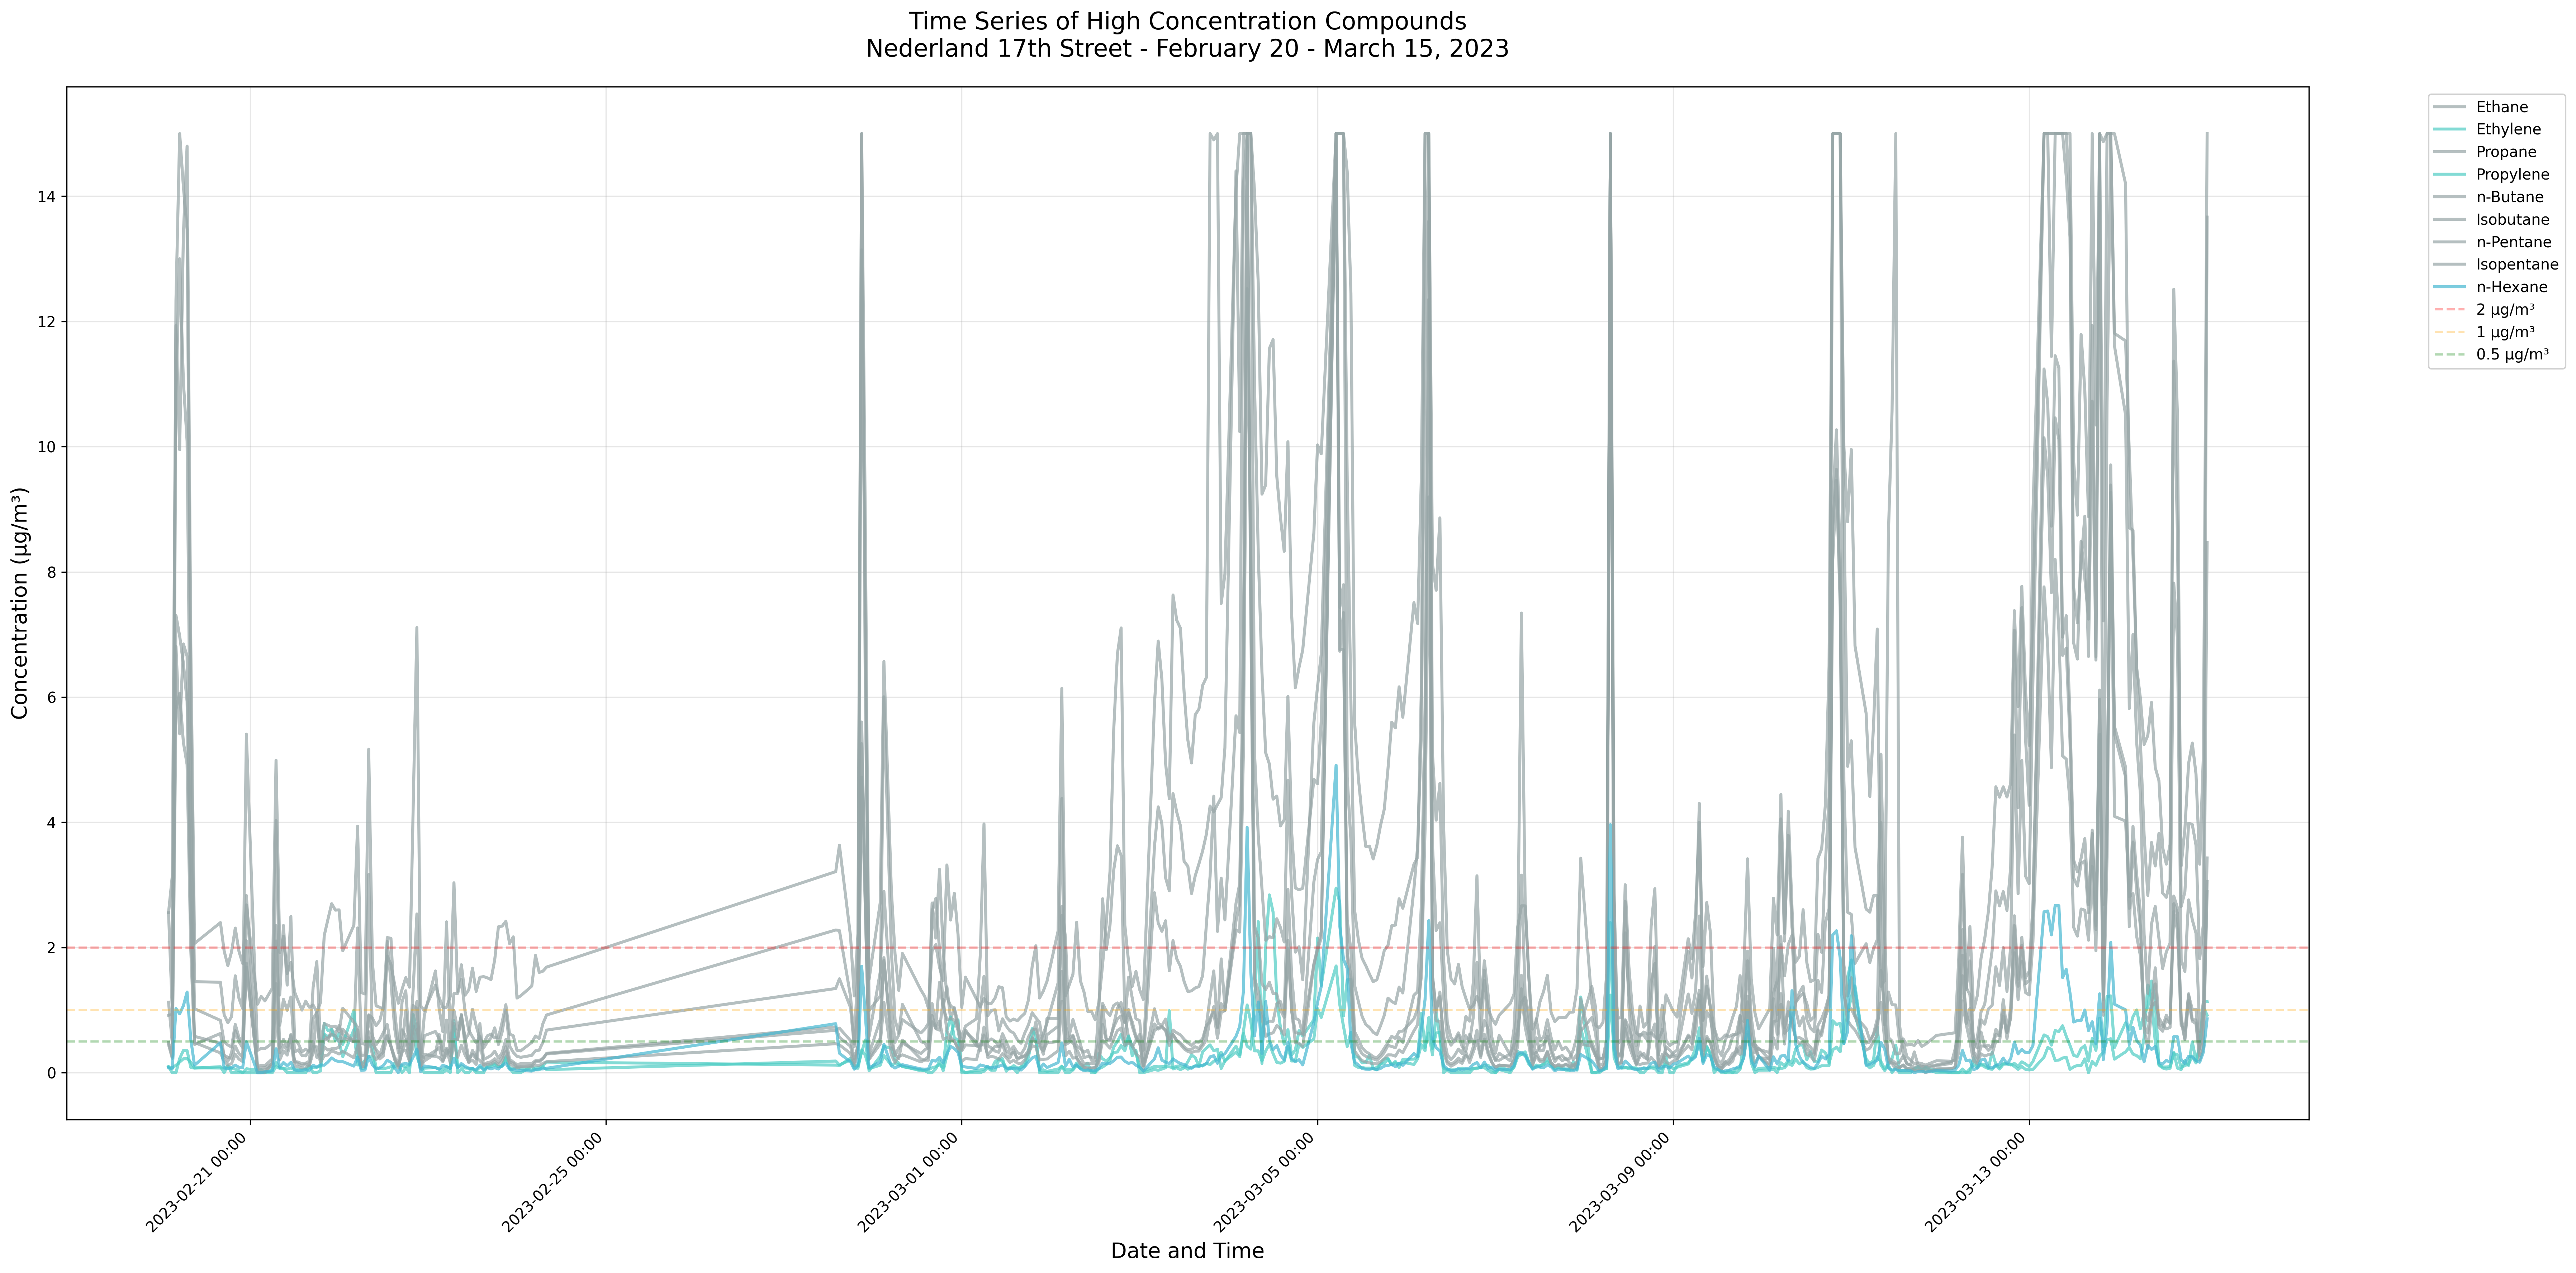 Time Series of High Concentration Compounds
Nederland 17th Street - February 20 - March 15, 2023
Concentration (µg/m³)
14
12
10
8
6
4
2
0
2023-02-21 00:00
2023-02-25 00:00
2023-03-01 00:00
2023-03-05 00:00
2023-03-09 00:00
2023-03-13 00:00
Date and Time
Ethane
Ethylene
Propane
Propylene
n-Butane
Isobutane
n-Pentane
Isopentane
n-Hexane
2 µg/m³
1 µg/m³
0.5 µg/m³